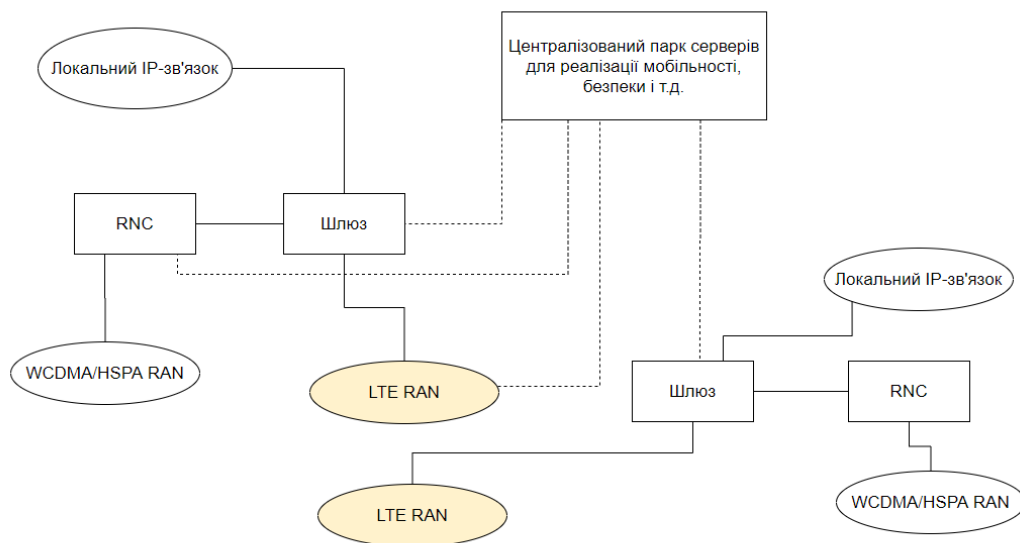 Централізований парк серверів
для реалізації мобільності,
безпеки і т.д.
Локальний IP-зв'язок
RNC
Шлюз
Локальний IP-зв'язок
WCDMA/HSPA RAN
LTE RAN
Шлюз
RNC
WCDMA/HSPA RAN
LTE RAN